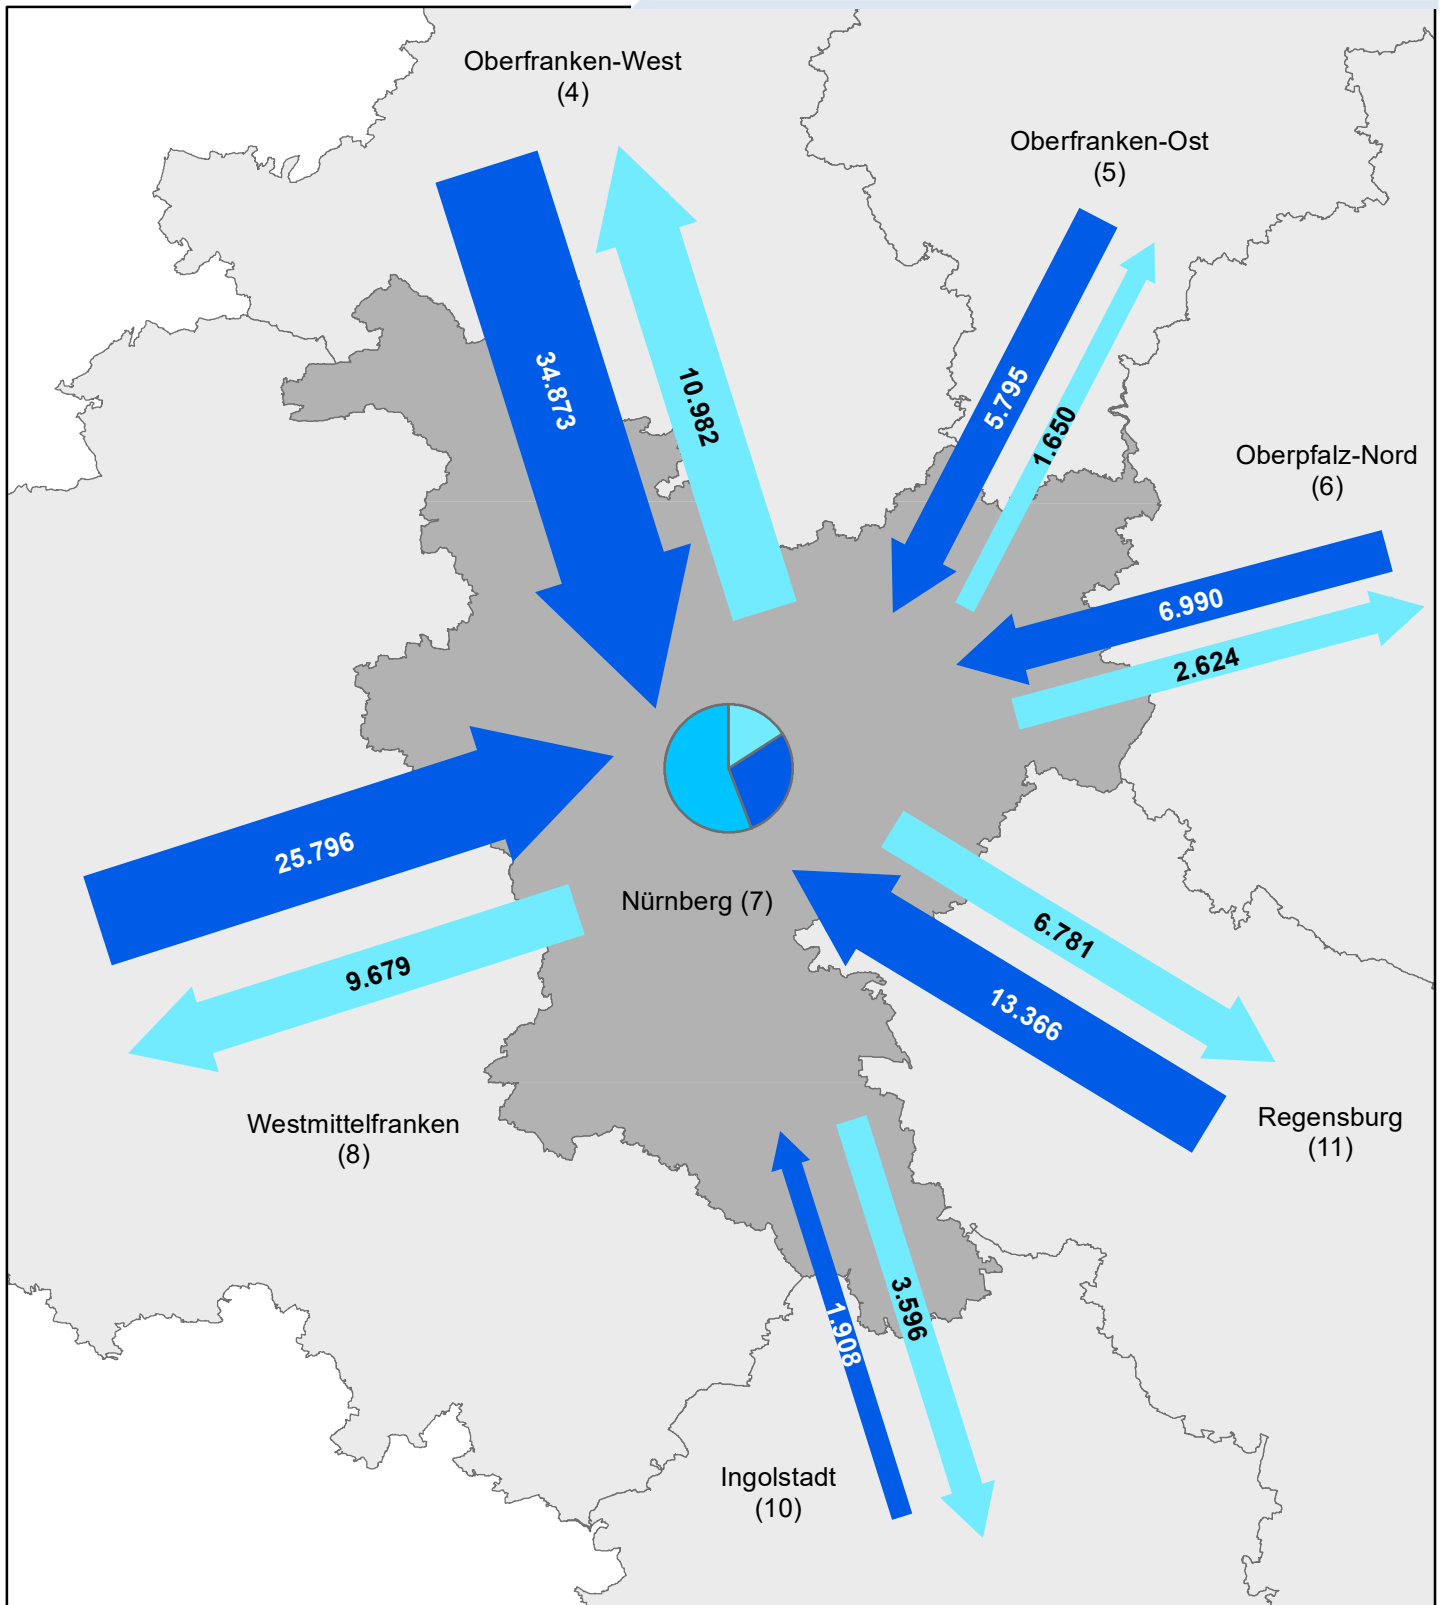 Oberfranken-West
(4)
Oberfranken-Ost
(5)
34.873
10.982
5.795
1.650
Oberpfalz-Nord
(6)
6.990
2.624
25.796
Nürnberg (7)
9.679
6.781
13.366
Westmittelfranken
(8)
Regensburg
(11)
3.596
1.908
Ingolstadt
(10)